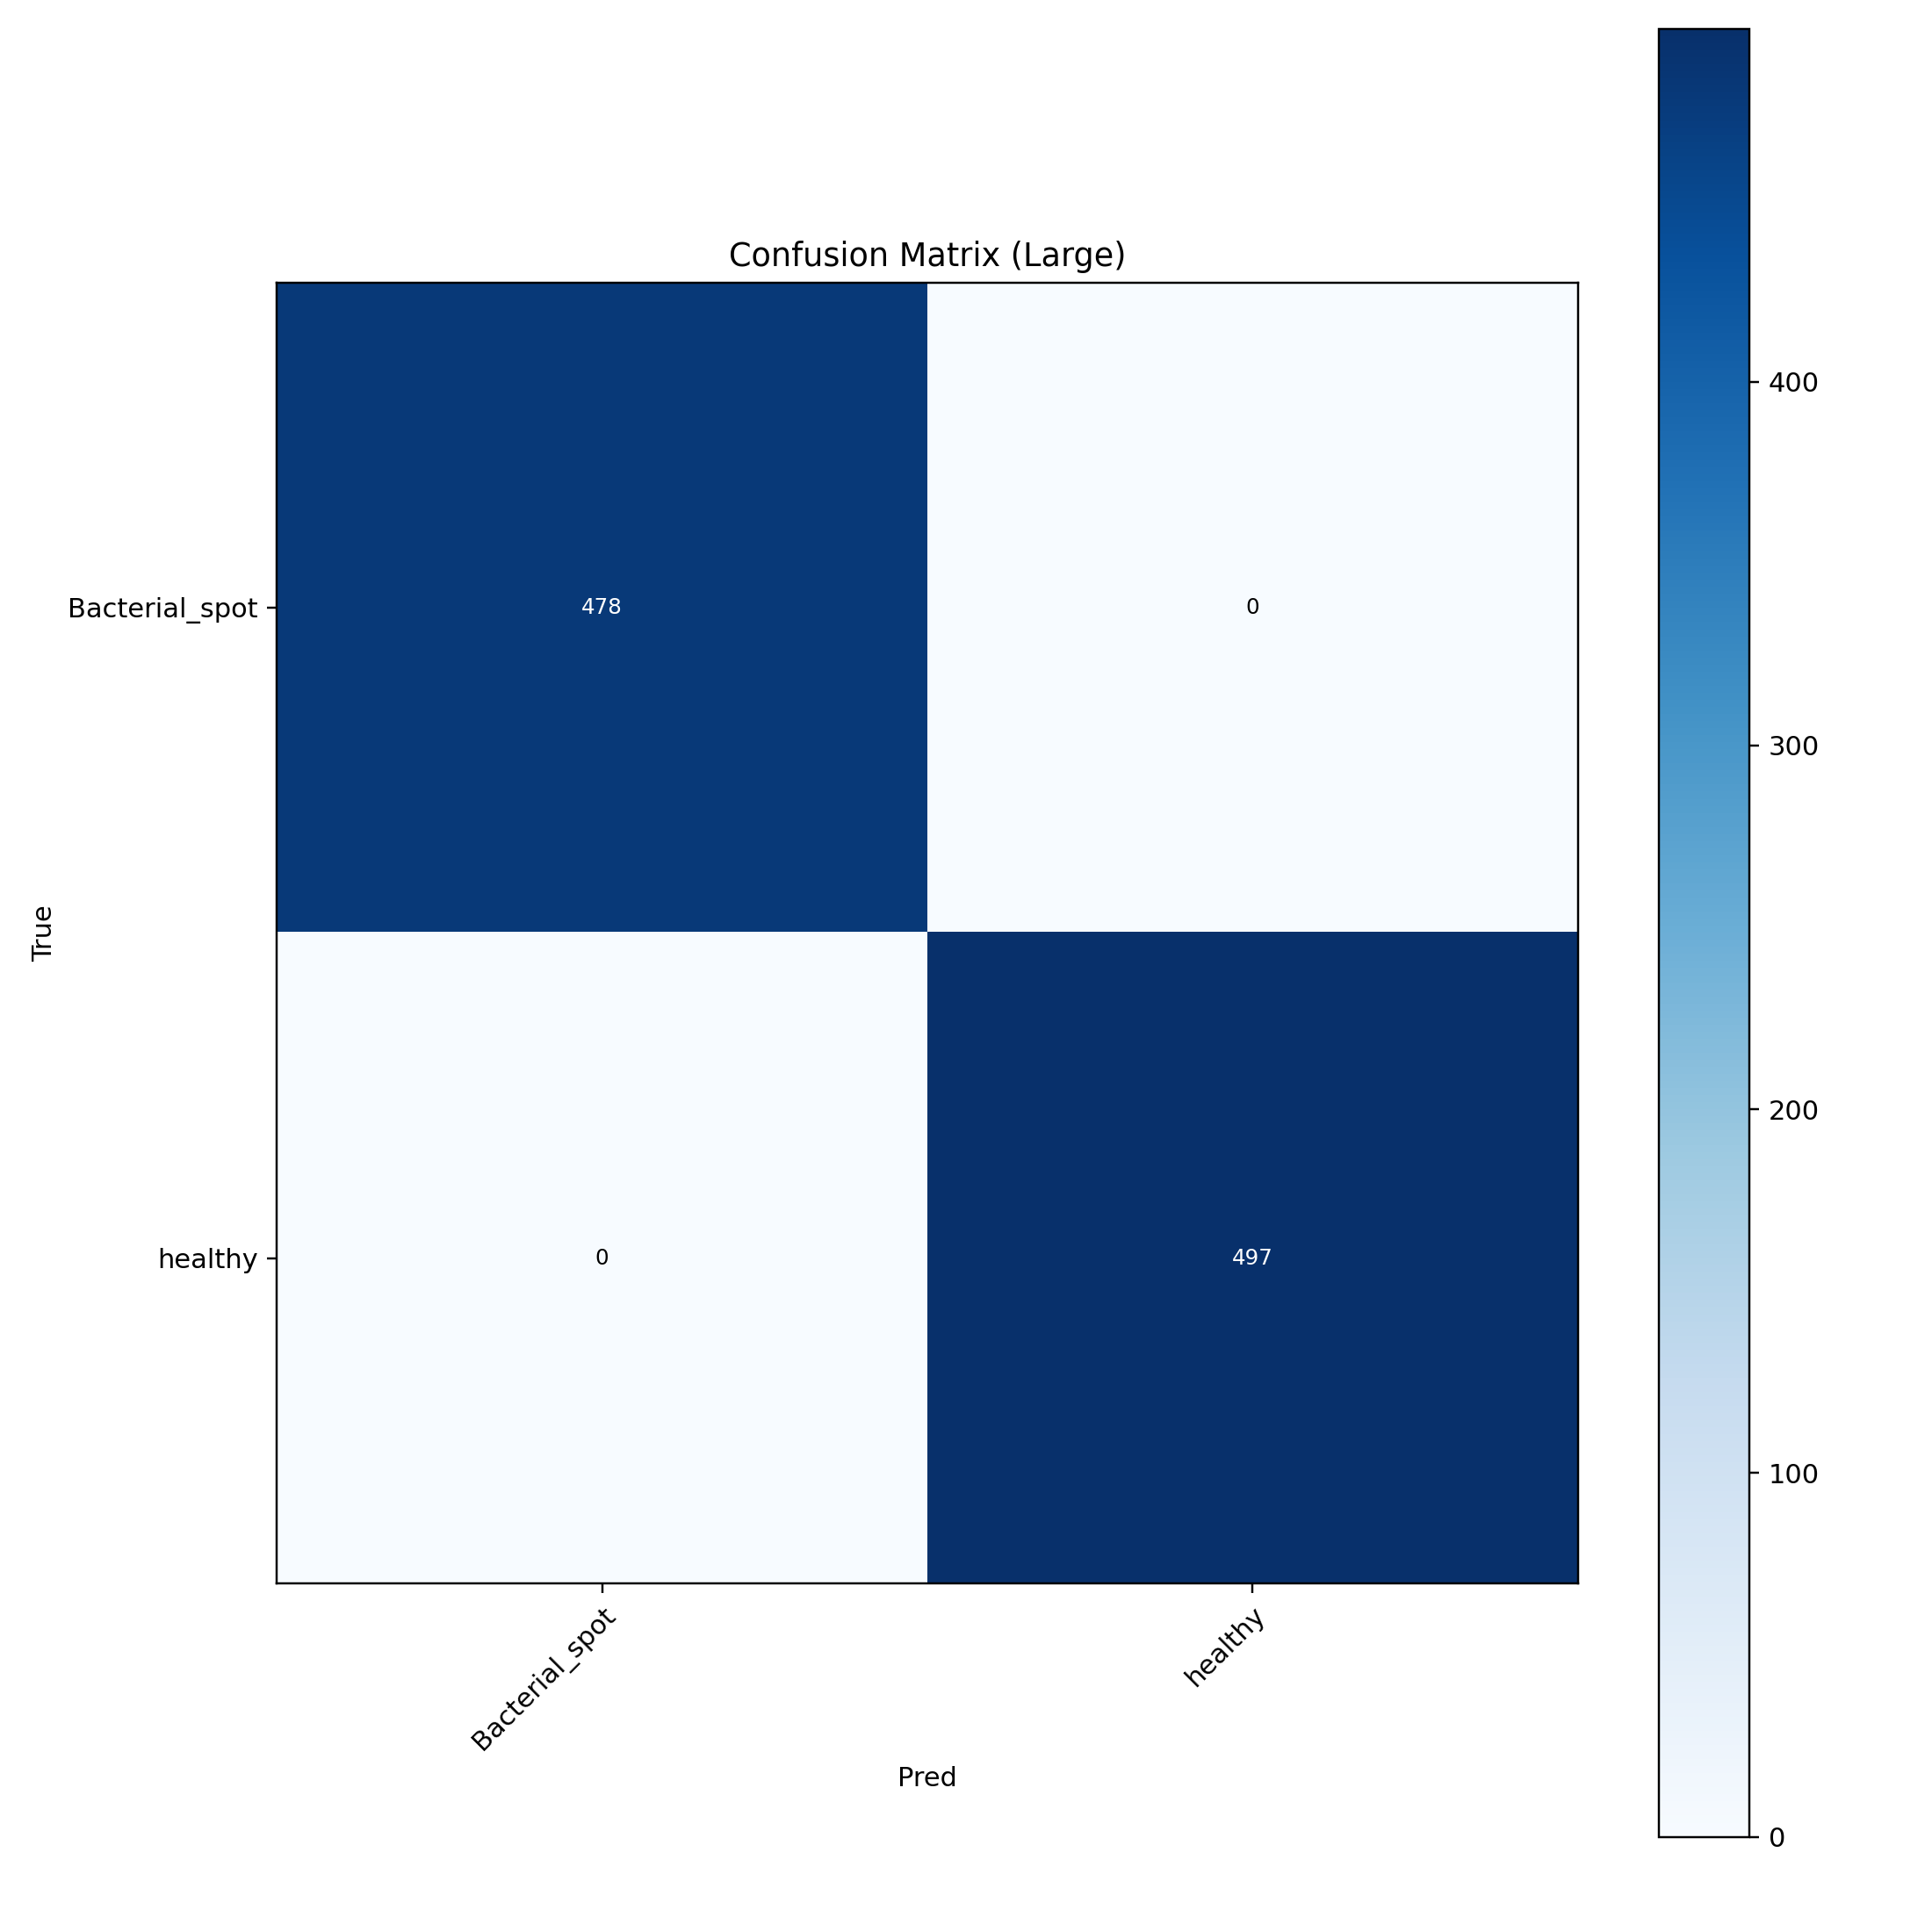 Confusion Matrix (Large)
True
Bacterial_spot
healthy
478
0
0
497
Bacterial_spot
healthy
Pred
400
300
200
100
0